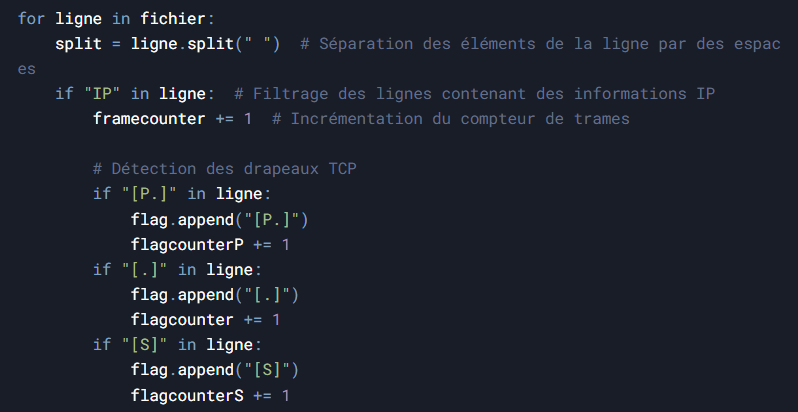 for ligne in fichier:
    split = ligne.split(" ")  # Séparation des éléments de la ligne par des espac
es
    if "IP" in ligne:  # Filtrage des lignes contenant des informations IP
        framecounter += 1  # Incrémentation du compteur de trames

        # Détection des drapeaux TCP
        if "[P.]" in ligne:
            flag.append("[P.]")
            flagcounterP += 1
        if "[.]" in ligne:
            flag.append("[.]")
            flagcounter += 1
        if "[S]" in ligne:
            flag.append("[S]")
            flagcounterS += 1